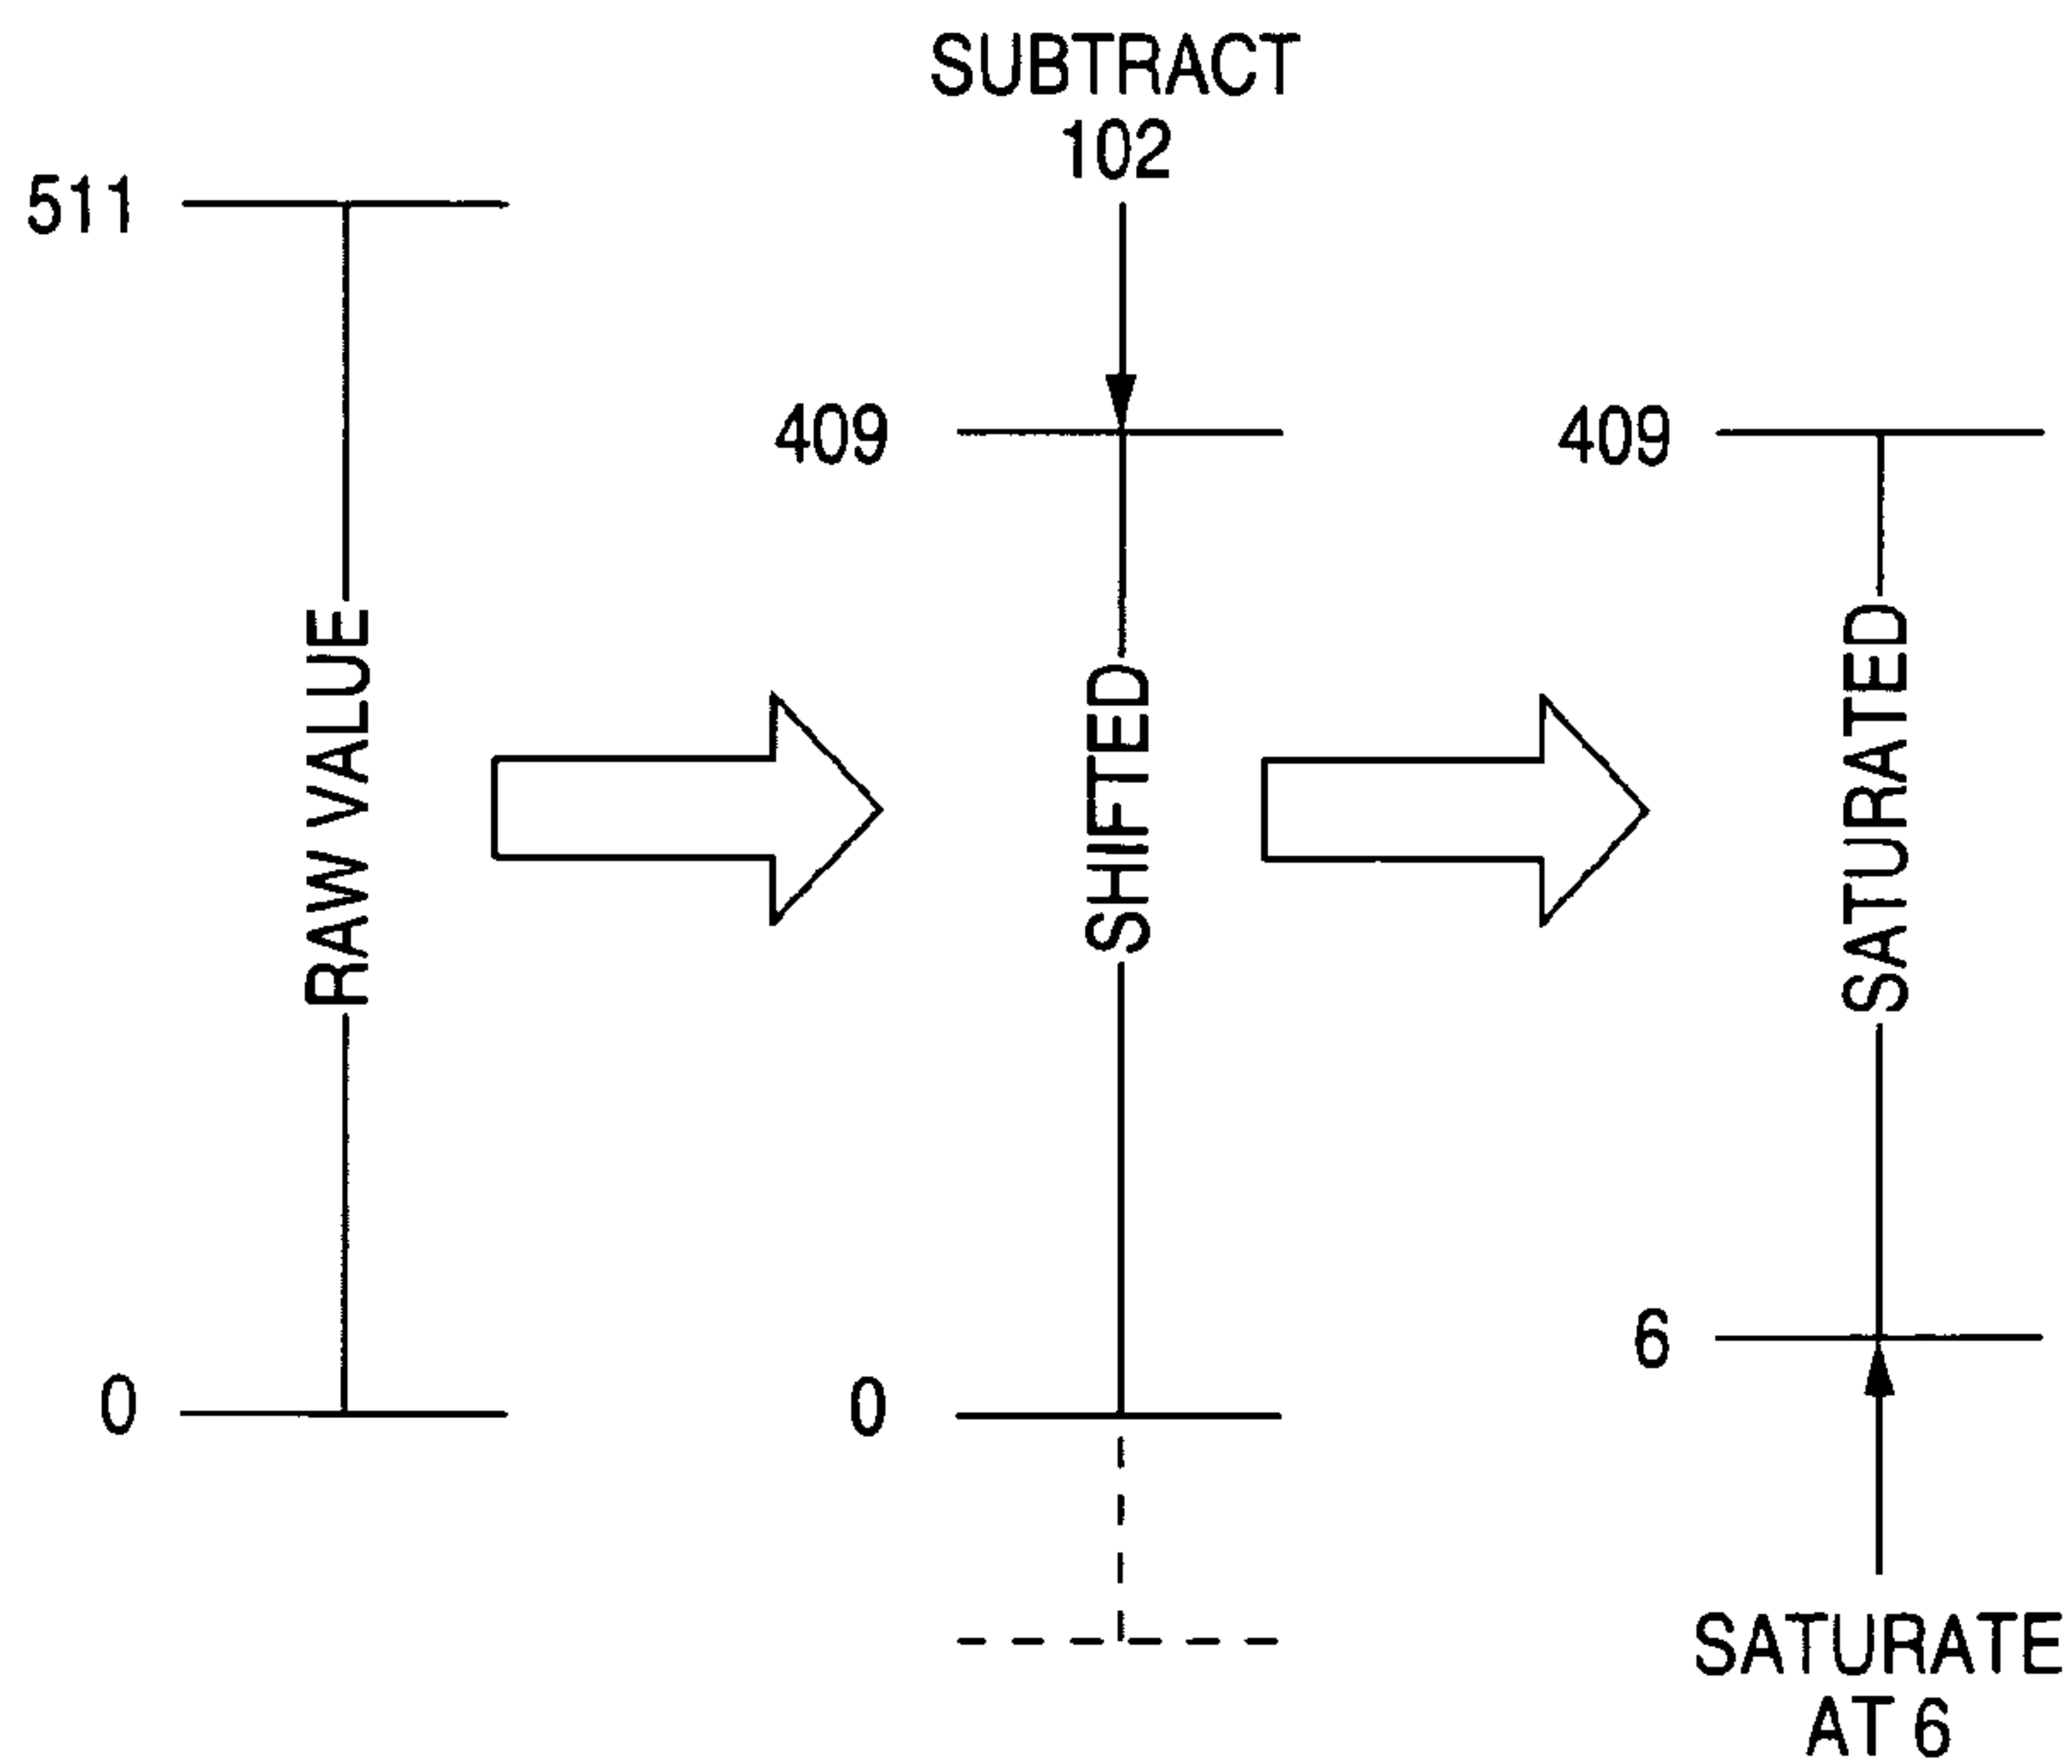 SUBTRACT
102
511
409
409
RAW VALUE
SHIFTED
SATURATED
6
0
0
SATURATE
AT 6